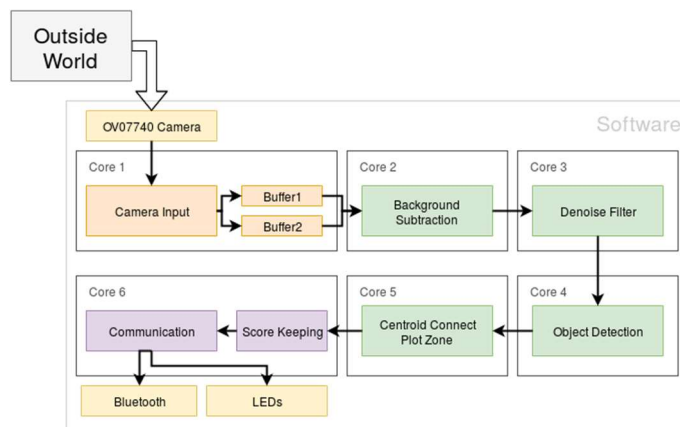 Outside
World
Software
OV07740 Camera
Core 1
Camera Input
Buffer1
Buffer2
Core 2
Background
Subtraction
Core 3
Denoise Filter
Core 6
Communication
Score Keeping
Core 5
Centroid Connect
Plot Zone
Core 4
Object Detection
Bluetooth
LEDs